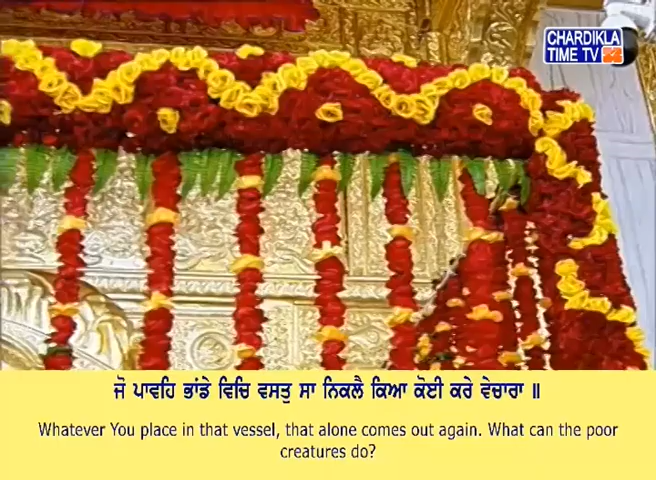 CHARDIKLA
TIME TV
ਜੋ ਪਾਵਹਿ ਭਾਂਡੇ ਵਿਚਿ ਵਸਤੁ ਸਾ ਨਿਕਲੈ ਕਿਆ ਕੋਈ ਕਰੇ ਵੇਚਾਰਾ ॥
Whatever You place in that vessel, that alone comes out again. What can the poor
creatures do?